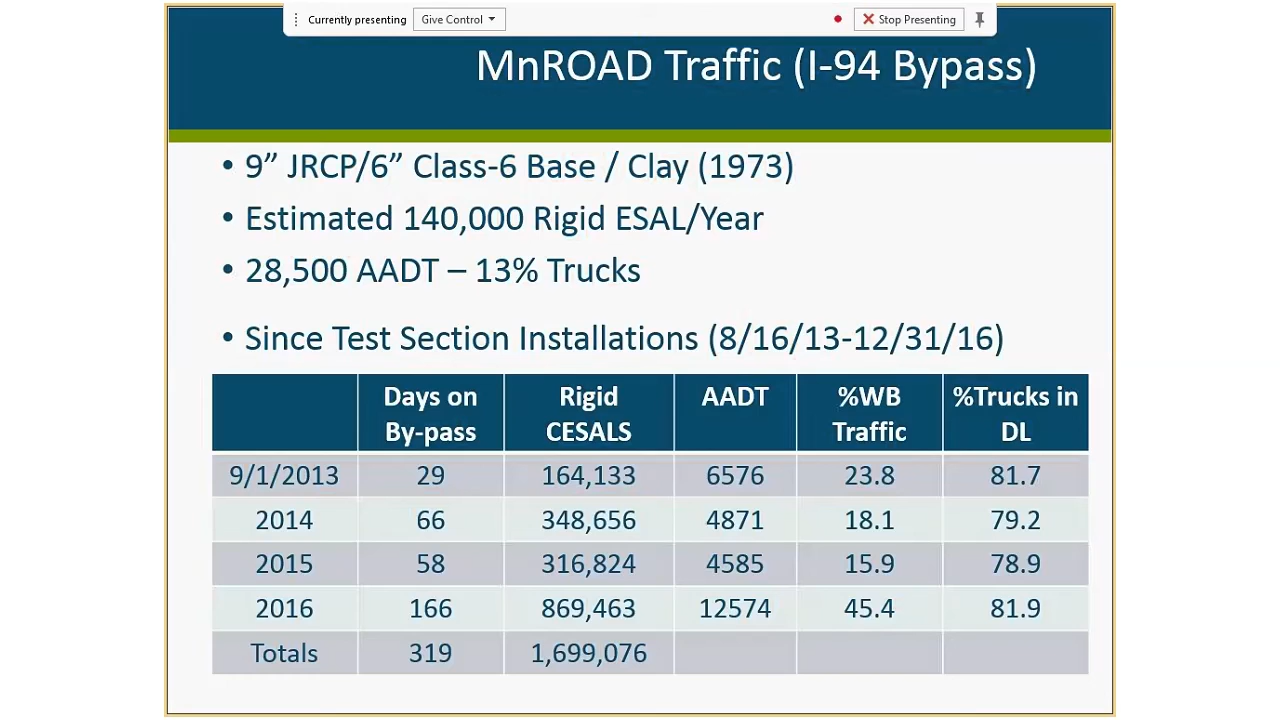 Currently presenting Give Control Stop Presenting
MnROAD Traffic (I-94 Bypass)
• 9” JRCP/6” Class-6 Base / Clay (1973)
• Estimated 140,000 Rigid ESAL/Year
• 28,500 AADT – 13% Trucks
• Since Test Section Installations (8/16/13-12/31/16)
Days on By-pass Rigid CESALS AADT %WB Traffic %Trucks in DL
9/1/2013 29 164,133 6576 23.8 81.7
2014 66 348,656 4871 18.1 79.2
2015 58 316,824 4585 15.9 78.9
2016 166 869,463 12574 45.4 81.9
Totals 319 1,699,076